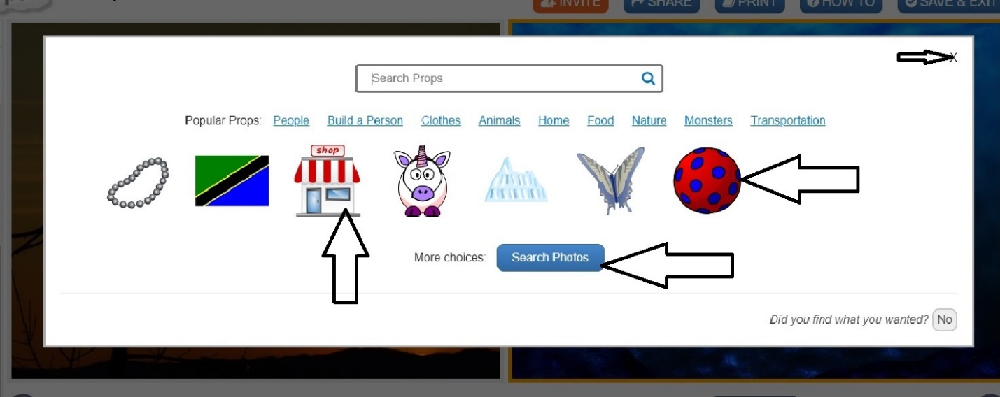 INVITE SHARE PRINT HOW TO SAVE & EXIT
X
Search Props
Popular Props: People Build a Person Clothes Animals Home Food Nature Monsters Transportation
shop
More choices: Search Photos
Did you find what you wanted? No